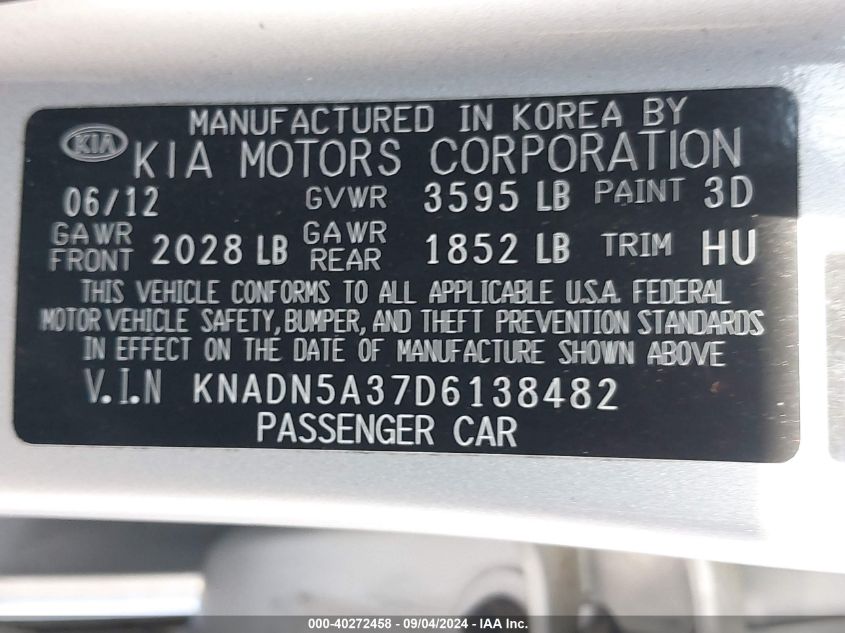 MANUFACTURED IN KOREA BY
KIA KIA MOTORS CORPORATION
06/12 GVWR 3595 LB PAINT 3D
GAWR FRONT 2028 LB GAWR REAR 1852 LB TRIM HU
THIS VEHICLE CONFORMS TO ALL APPLICABLE U.S.A. FEDERAL
MOTOR VEHICLE SAFETY, BUMPER, AND THEFT PREVENTION STANDARDS
IN EFFECT ON THE DATE OF MANUFACTURE SHOWN ABOVE
V.I.N KNADN5A37D6138482
PASSENGER CAR
000-40272458 - 09/04/2024 - IAA Inc.